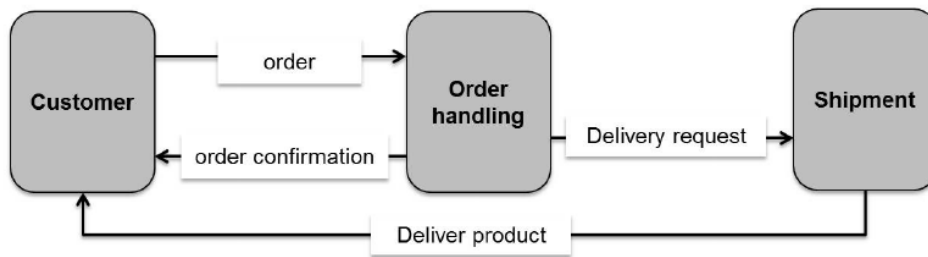 Customer
order
order confirmation
Order
handling
Delivery request
Shipment
Deliver product